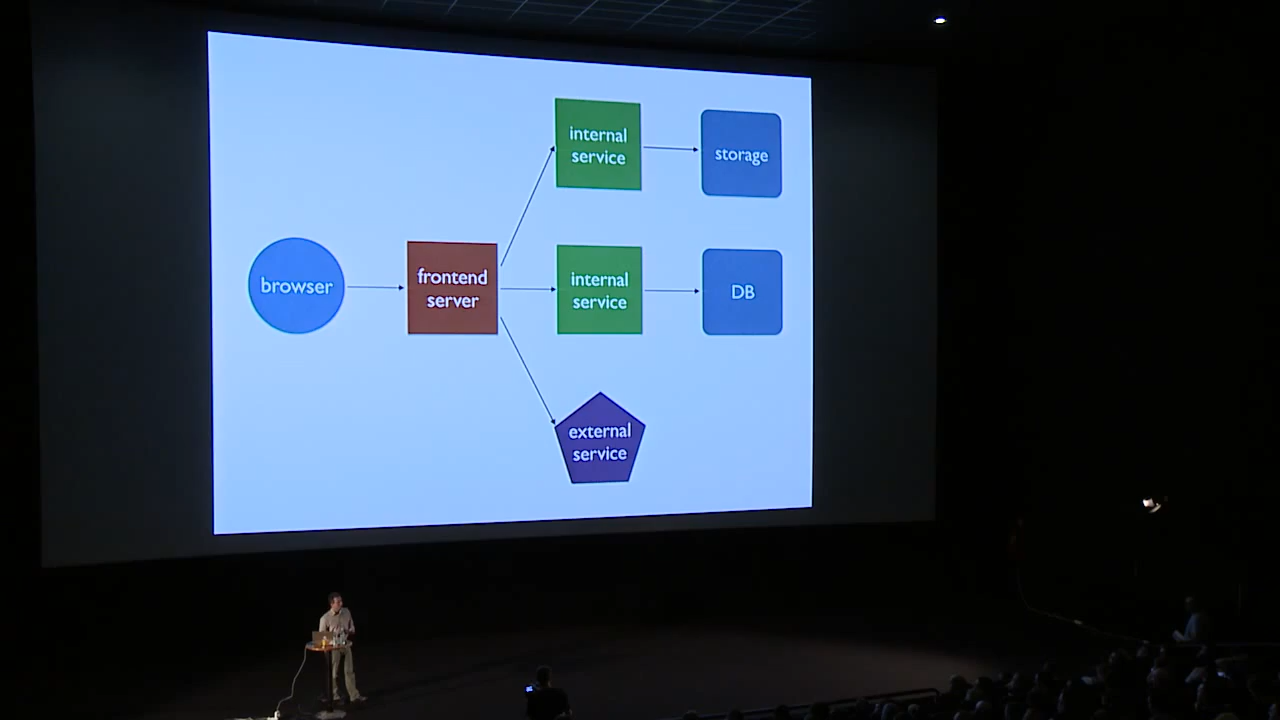 internal
service
storage
browser
frontend
server
internal
service
DB
external
service